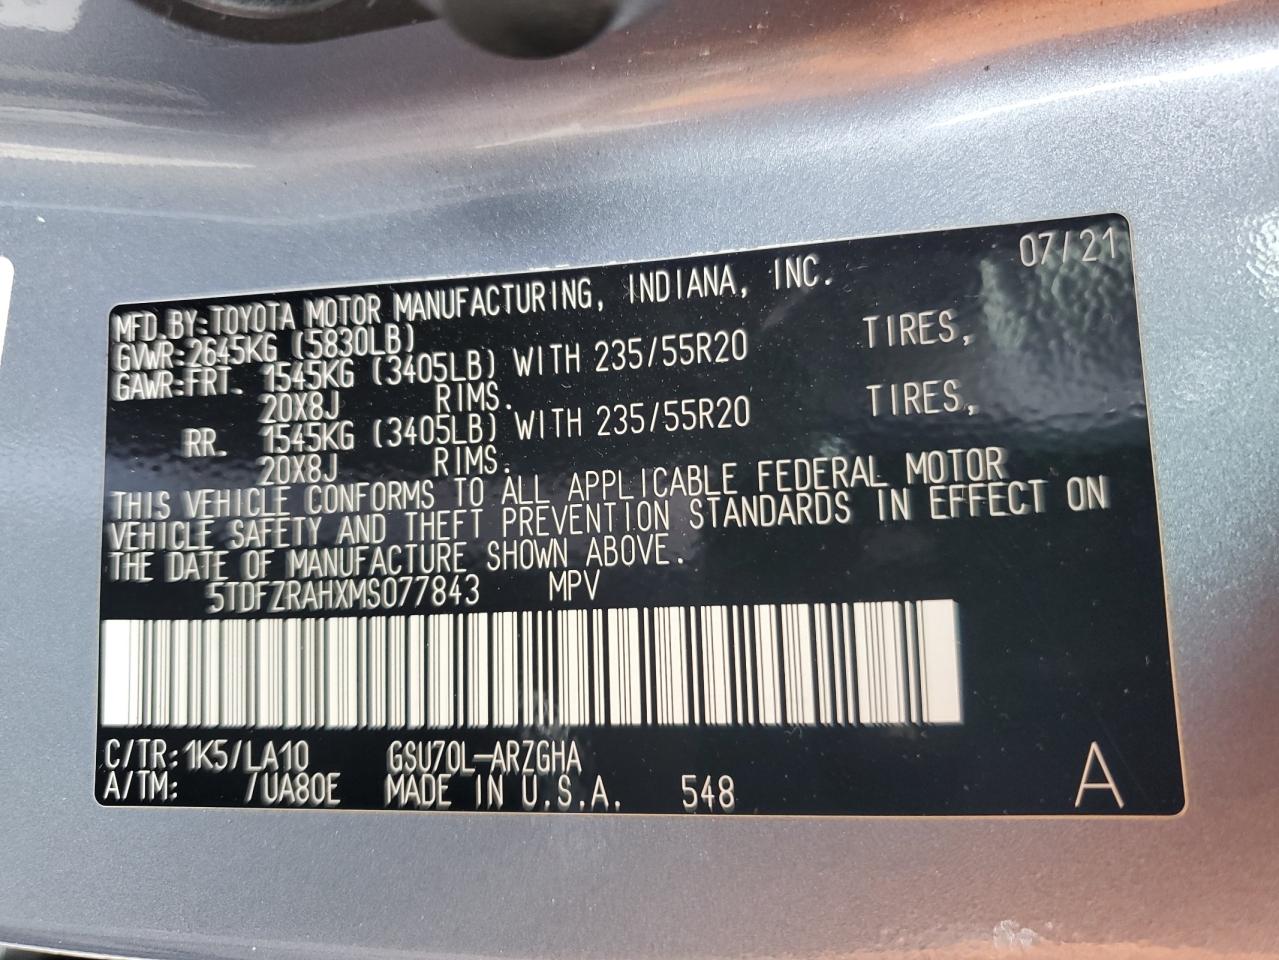 07/21
MFD.BY:TOYOTA MOTOR MANUFACTURING, INDIANA, INC.
GVWR:2645KG (5830LB)
GAWR:FRT. 1545KG (3405LB) WITH 235/55R20 TIRES,
20X8J RIMS.
RR. 1545KG (3405LB) WITH 235/55R20 TIRES,
20X8J RIMS.
THIS VEHICLE CONFORMS TO ALL APPLICABLE FEDERAL MOTOR
VEHICLE SAFETY AND THEFT PREVENTION STANDARDS IN EFFECT ON
THE DATE OF MANUFACTURE SHOWN ABOVE.
5TDFZRAHXMS077843 MPV
C/TR:1K5/LA10 GSU70L-ARZGHA
A/TM: /UA80E MADE IN U.S.A. 548 A